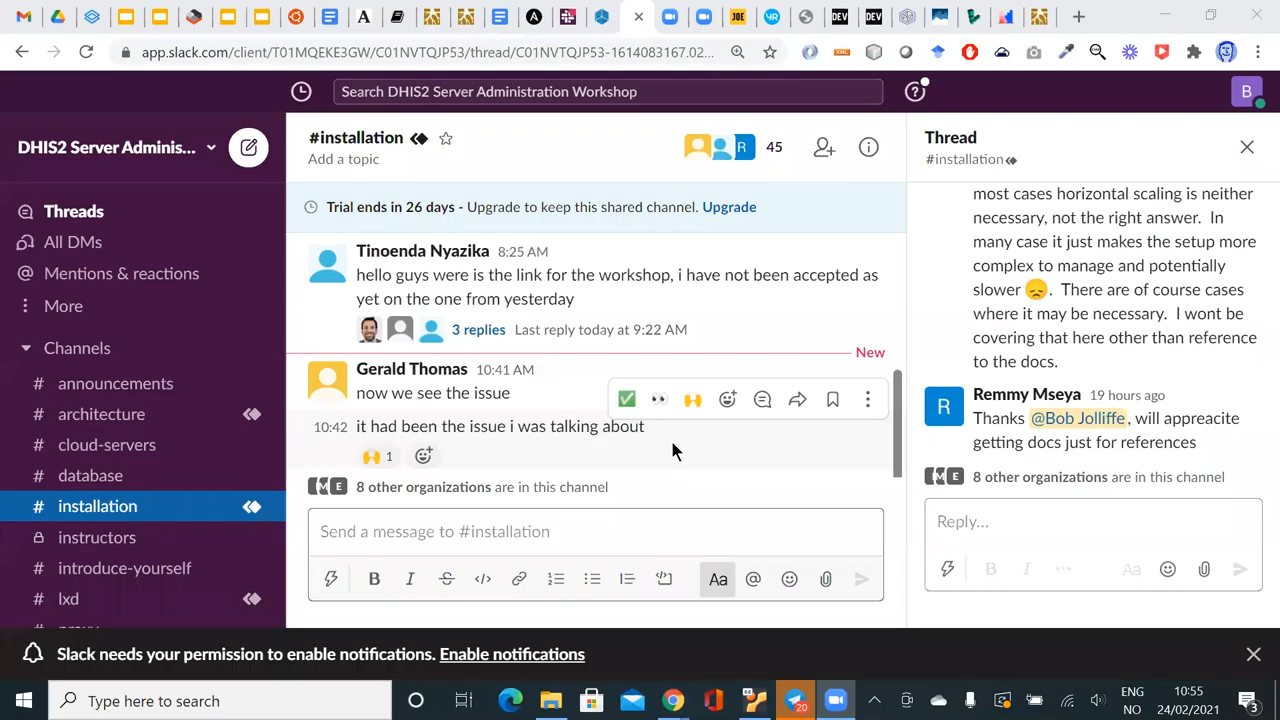 app.slack.com/client/T01MQEKE3GW/C01NVTQJP53/thread/C01NVTQJP53-1614083167.02...
Search DHIS2 Server Administration Workshop
B
DHIS2 Server Adminis...
Threads
All DMs
Mentions & reactions
More
Channels
# announcements
# architecture
# cloud-servers
# database
# installation
instructors
# introduce-yourself
# lxd
#installation
Add a topic
R
45
Trial ends in 26 days - Upgrade to keep this shared channel. Upgrade
Tinoenda Nyazika 8:25 AM
hello guys were is the link for the workshop, i have not been accepted as
yet on the one from yesterday
3 replies Last reply today at 9:22 AM
New
Gerald Thomas 10:41 AM
now we see the issue
10:42 it had been the issue i was talking about
1
8 other organizations are in this channel
Send a message to #installation
B I S Aa @
Thread
#installation
most cases horizontal scaling is neither
necessary, not the right answer. In
many case it just makes the setup more
complex to manage and potentially
slower 😞. There are of course cases
where it may be necessary. I wont be
covering that here other than reference
to the docs.
R
Remmy Mseya 19 hours ago
Thanks @Bob Jolliffe, will appreacite
getting docs just for references
8 other organizations are in this channel
Reply...
B I Aa
Slack needs your permission to enable notifications. Enable notifications
Type here to search
20
ENG
NO
10:55
24/02/2021
3